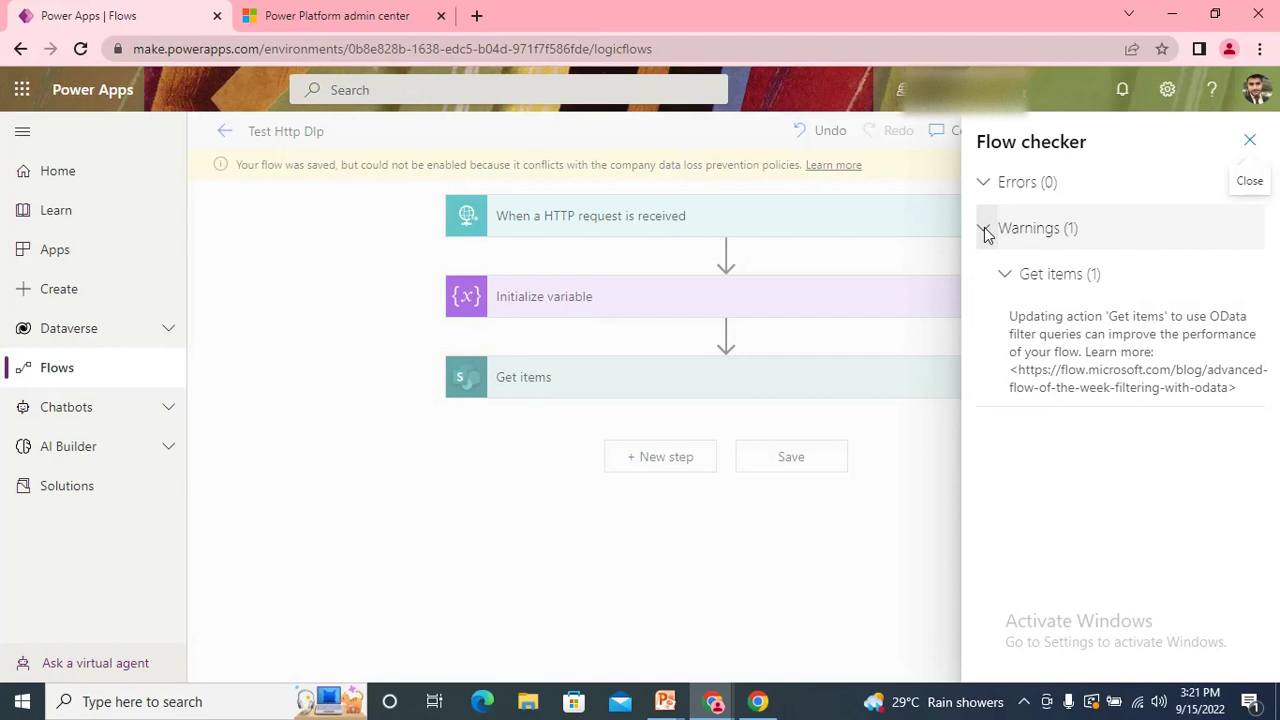 Power Apps | Flows
Power Platform admin center
make.powerapps.com/environments/0b8e828b-1638-edc5-b04d-971f7f586fde/logicflows
Power Apps
Search
Test Http Dlp
Undo
Redo
Your flow was saved, but could not be enabled because it conflicts with the company data loss prevention policies. Learn more
Home
Learn
Apps
Create
Dataverse
Flows
Chatbots
AI Builder
Solutions
Ask a virtual agent
When a HTTP request is received
{x} Initialize variable
S Get items
+ New step
Save
Flow checker
Close
Errors (0)
Warnings (1)
Get items (1)
Updating action 'Get items' to use OData
filter queries can improve the performance
of your flow. Learn more:
<https://flow.microsoft.com/blog/advanced-
flow-of-the-week-filtering-with-odata>
Activate Windows
Go to Settings to activate Windows.
Type here to search
29°C Rain showers
3:21 PM
9/15/2022
1